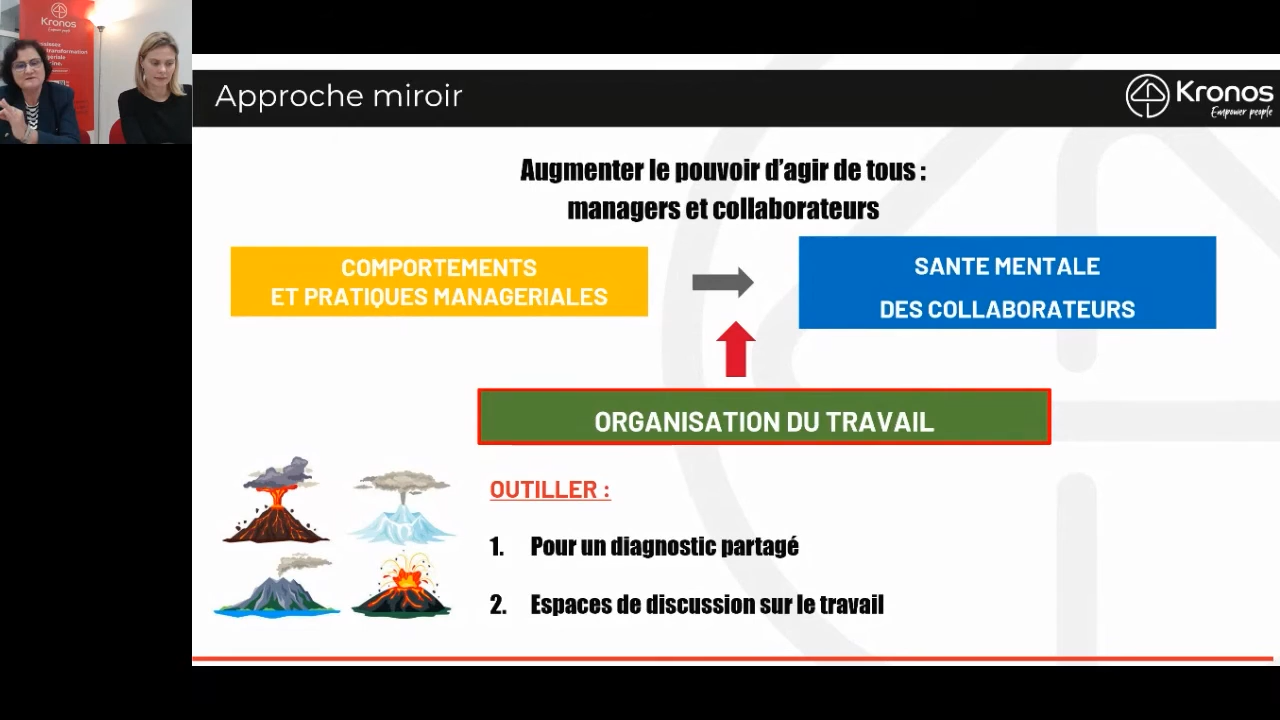 Kronos
Empower people
Approche miroir
Kronos
Empower people
Augmenter le pouvoir d’agir de tous :
managers et collaborateurs
COMPORTEMENTS
ET PRATIQUES MANAGERIALES
SANTE MENTALE
DES COLLABORATEURS
ORGANISATION DU TRAVAIL
OUTILLER :
1. Pour un diagnostic partagé
2. Espaces de discussion sur le travail